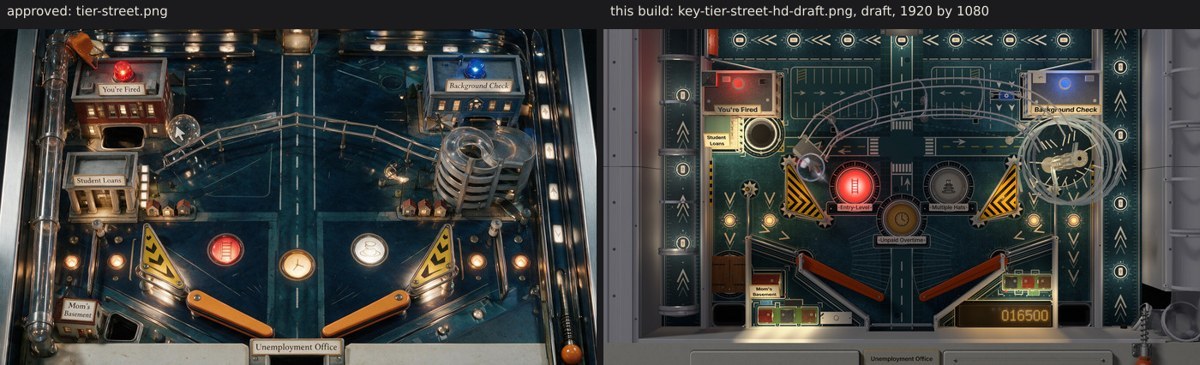 approved: tier-street.png
this build: key-tier-street-hd-draft.png, draft, 1920 by 1080
You're Fired
Background Check
Student Loans
Mom's
Basement
Unemployment Office
You're Fired
Background Check
Student
Loans
Entry-Level
Multiple Hats
Unpaid Overtime
Mom's
Basement
016500
Unemployment Office